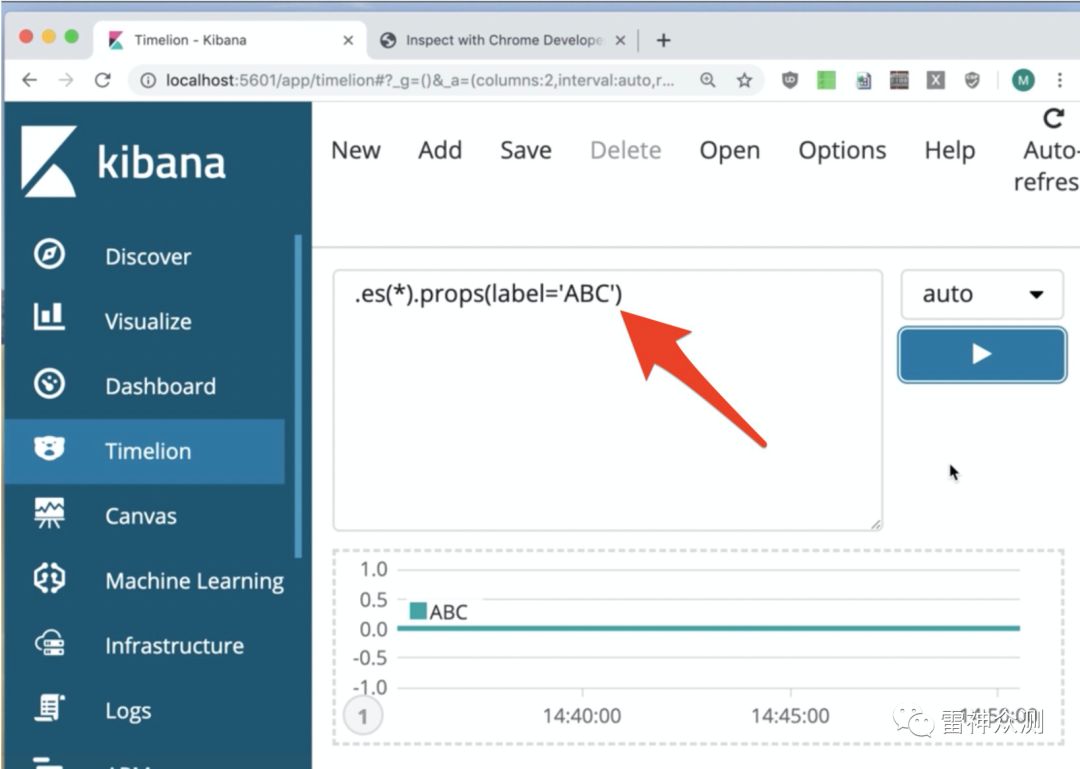 Timelion - Kibana
Inspect with Chrome Develope
localhost:5601/app/timelion#?_g=()&_a=(columns:2,interval:auto,r...
M
kibana
New Add Save Delete Open Options Help Auto-
refres
Discover
Visualize
Dashboard
Timelion
Canvas
Machine Learning
Infrastructure
Logs
.es(*).props(label='ABC')
auto
1.0
0.5
0.0
-0.5
-1.0
ABC
1
14:40:00 14:45:00 14:50:00
雷神众测